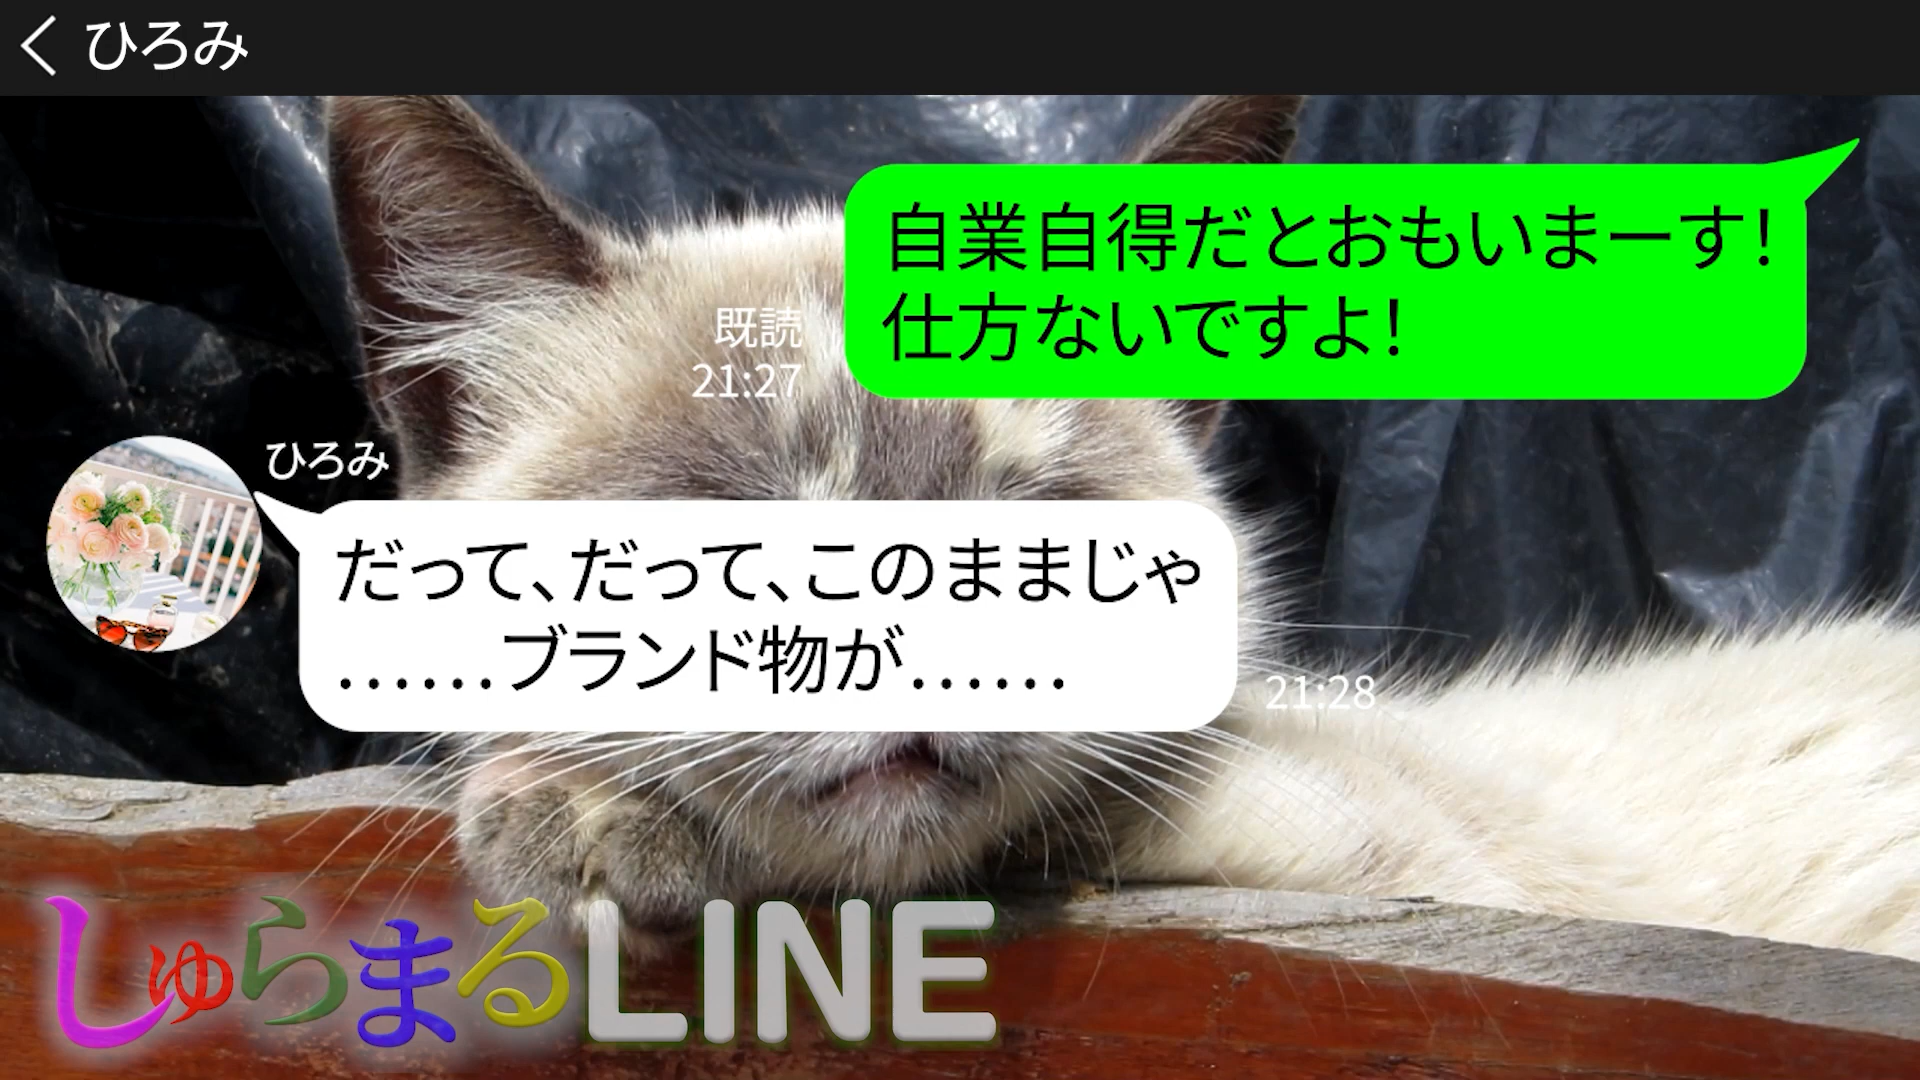 ひろみ
自業自得だとおもいまーす!
仕方ないですよ!
既読
21:27
ひろみ
だって、だって、このままじゃ
……ブランド物が……
21:28
しゅらまるLINE